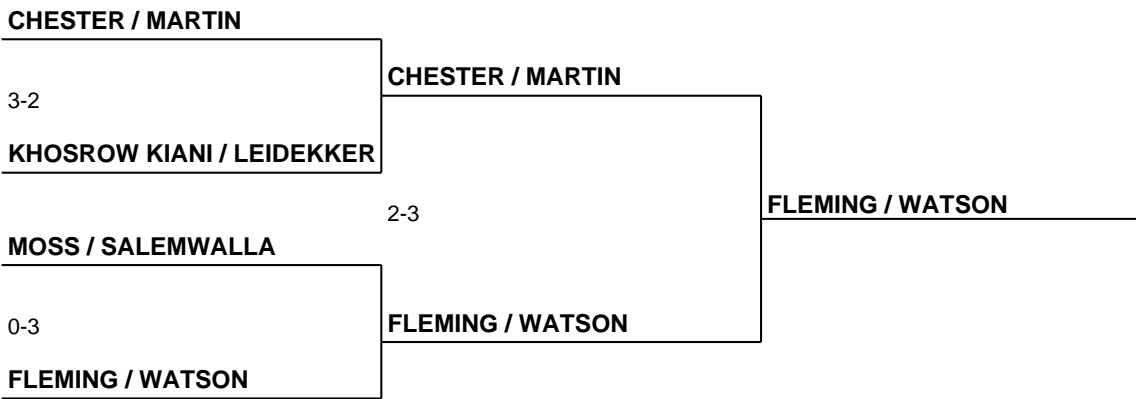 CHESTER / MARTIN
CHESTER / MARTIN
3-2
KHOSROW KIANI / LEIDEKKER
FLEMING / WATSON
2-3
MOSS / SALEMWALLA
FLEMING / WATSON
0-3
FLEMING / WATSON